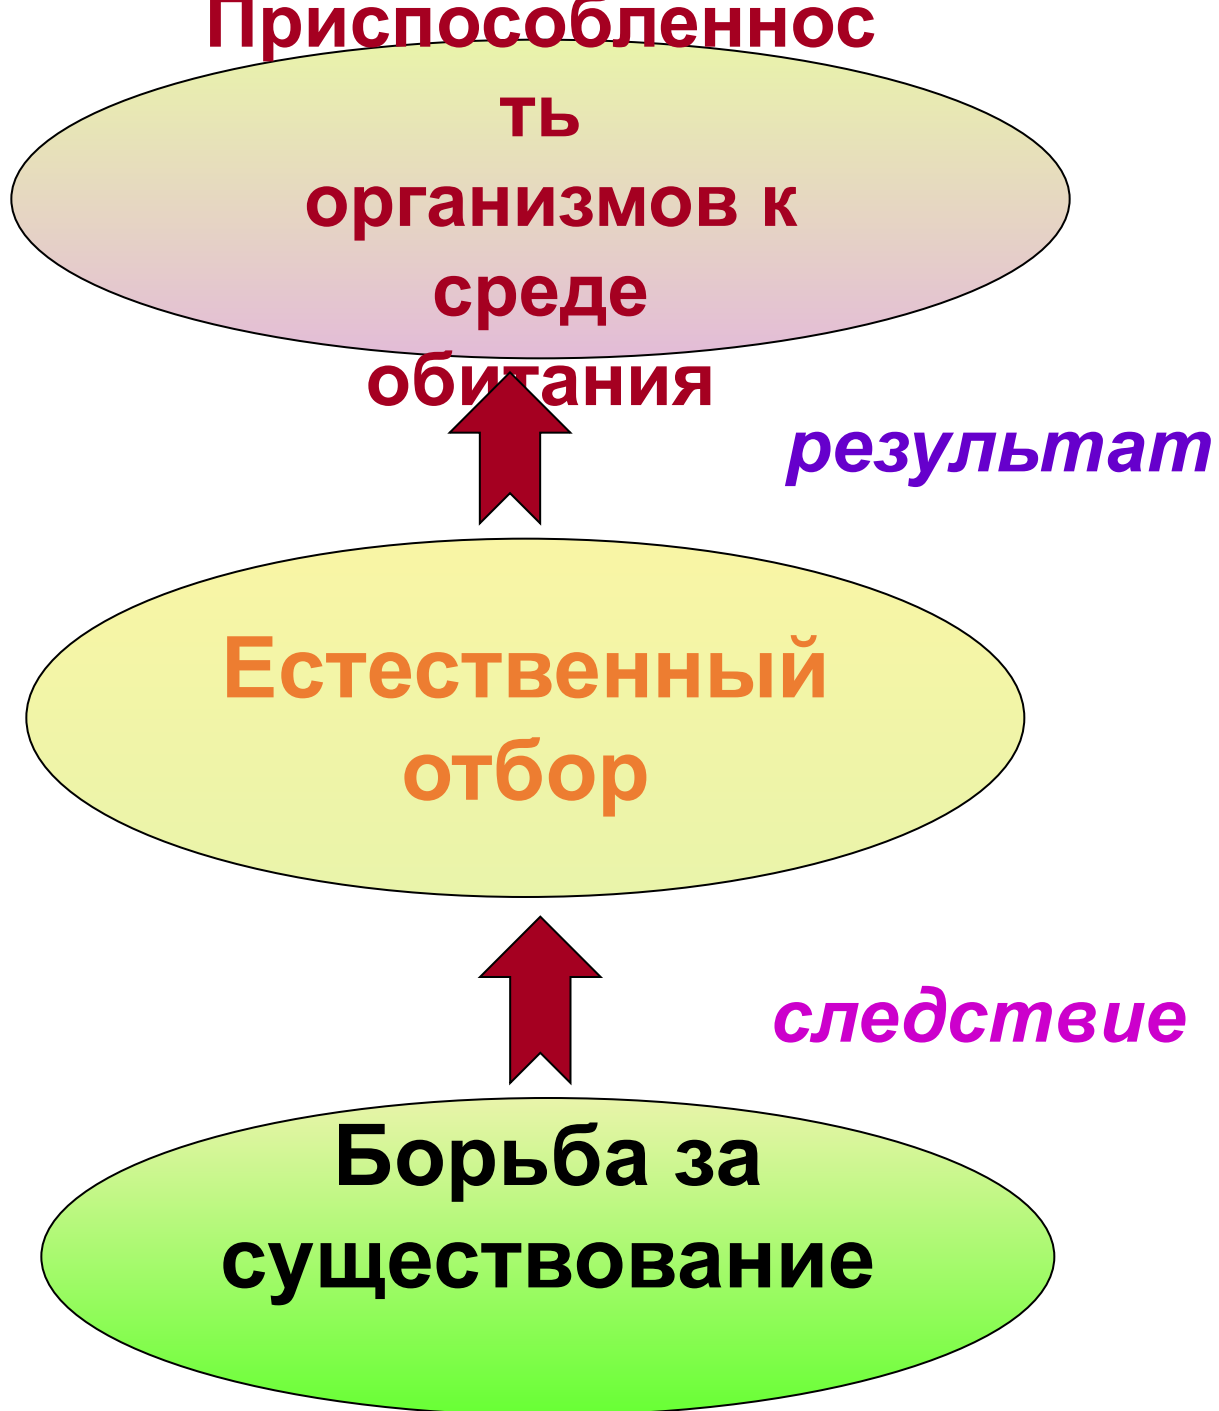 Приспособленнос
ть
организмов к
среде
обитания
результат
Естественный
отбор
следствие
Борьба за
существование